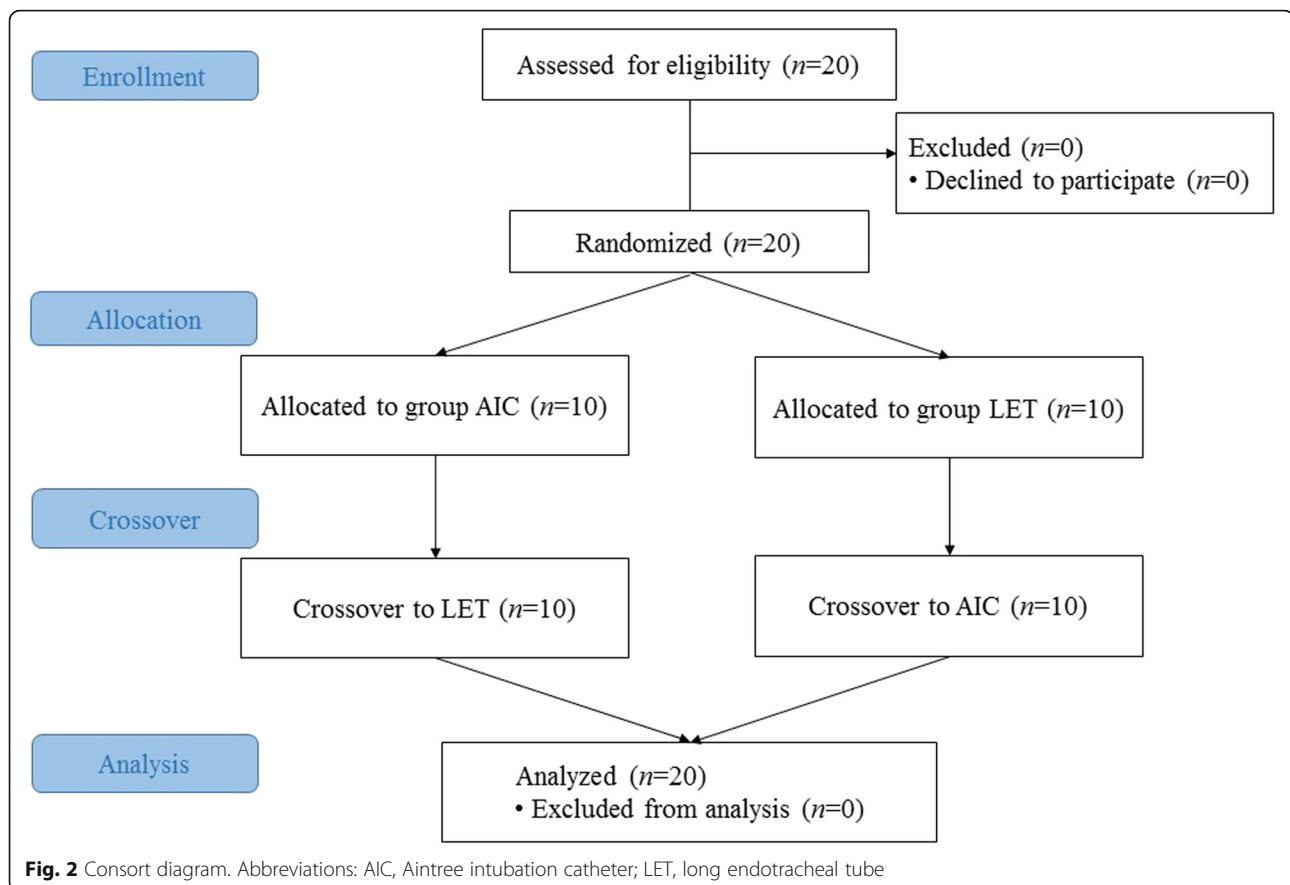 Enrollment
Assessed for eligibility (n=20)
Excluded (n=0)
• Declined to participate (n=0)
Randomized (n=20)
Allocation
Allocated to group AIC (n=10)
Allocated to group LET (n=10)
Crossover
Crossover to LET (n=10)
Crossover to AIC (n=10)
Analysis
Analyzed (n=20)
• Excluded from analysis (n=0)
Fig. 2 Consort diagram. Abbreviations: AIC, Aintree intubation catheter; LET, long endotracheal tube